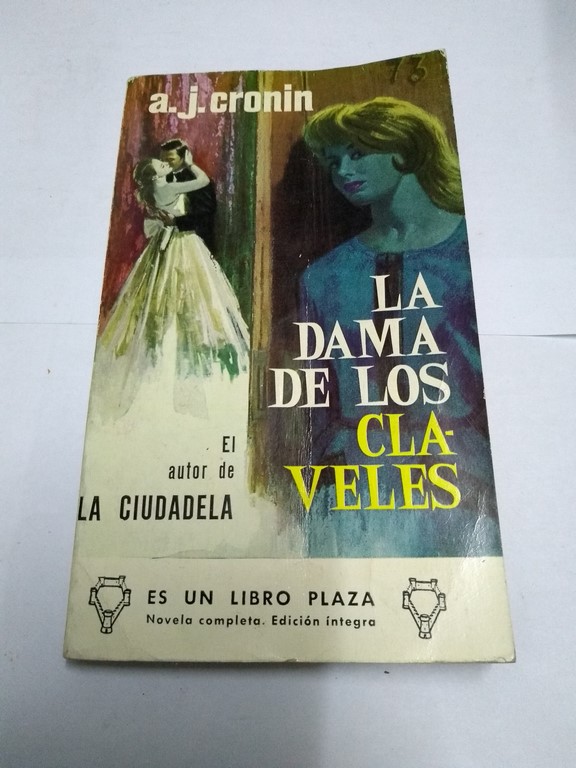 73
a.j.cronin
LA
DAMA
DE LOS
CLA-
VELES
El
autor de
LA CIUDADELA
ES UN LIBRO PLAZA
Novela completa. Edición íntegra